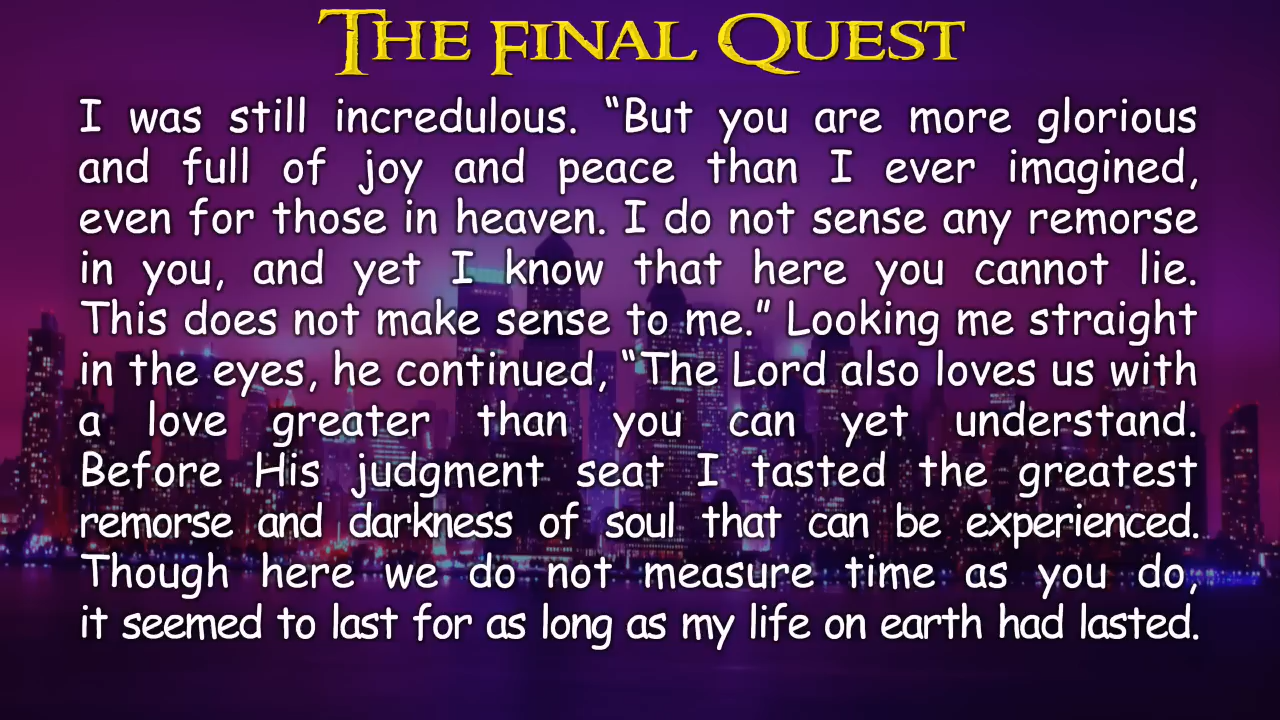 The Final Quest
I was still incredulous. “But you are more glorious
and full of joy and peace than I ever imagined,
even for those in heaven. I do not sense any remorse
in you, and yet I know that here you cannot lie.
This does not make sense to me.” Looking me straight
in the eyes, he continued, “The Lord also loves us with
a love greater than you can yet understand.
Before His judgment seat I tasted the greatest
remorse and darkness of soul that can be experienced.
Though here we do not measure time as you do,
it seemed to last for as long as my life on earth had lasted.